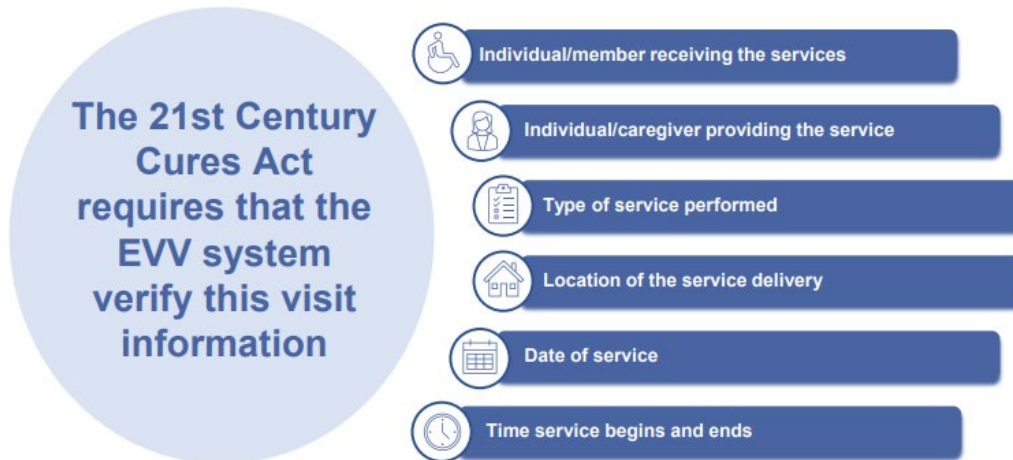 The 21st Century
Cures Act
requires that the
EVV system
verify this visit
information
Individual/member receiving the services
Individual/caregiver providing the service
Type of service performed
Location of the service delivery
Date of service
Time service begins and ends